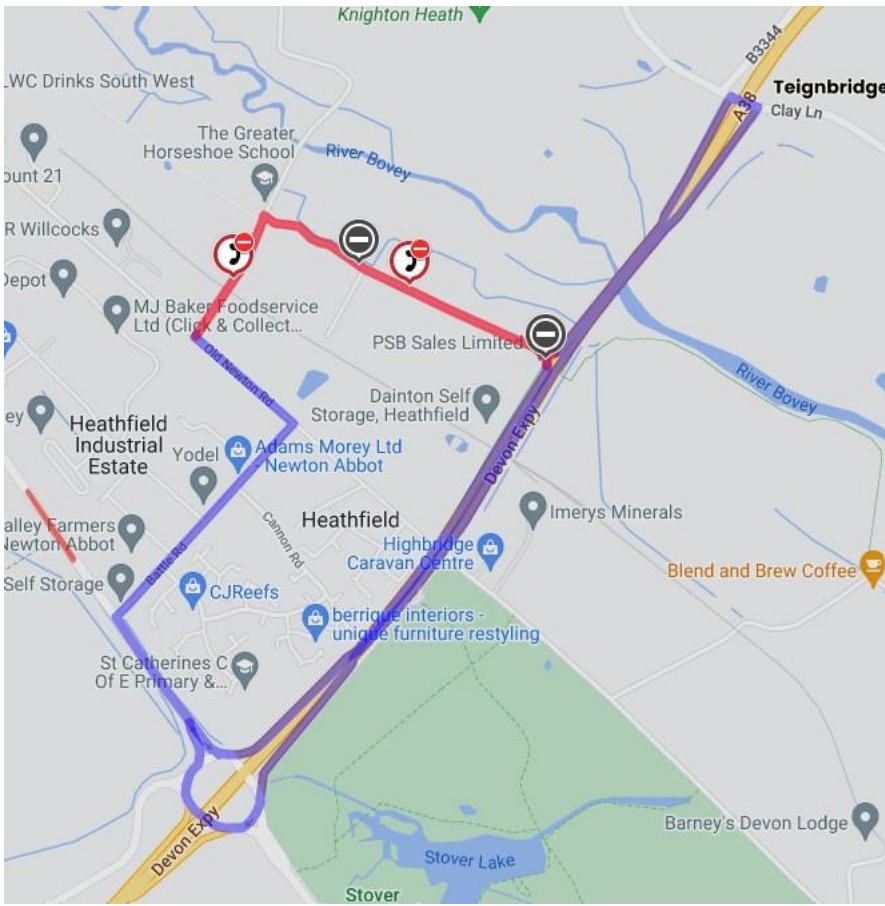 Knighton Heath
B3344
LWC Drinks South West
Teignbridge
A38
Clay Ln
The Greater
Horseshoe School
River Bovey
ount 21
R Willcocks
Depot
MJ Baker Foodservice
Ltd (Click & Collect...
PSB Sales Limited
Old Newton Rd
River Bovey
Dainton Self
Storage, Heathfield
Devon Expy
ey
Heathfield
Industrial
Estate
Yodel
Adams Morey Ltd
- Newton Abbot
Cannon Rd
Heathfield
Imerys Minerals
alley Farmers
Newton Abbot
Highbridge
Caravan Centre
Battle Rd
Self Storage
CJReefs
Blend and Brew Coffee
berrique interiors -
unique furniture restyling
St Catherines C
Of E Primary &...
Devon Expy
Barney's Devon Lodge
Stover Lake
Stover